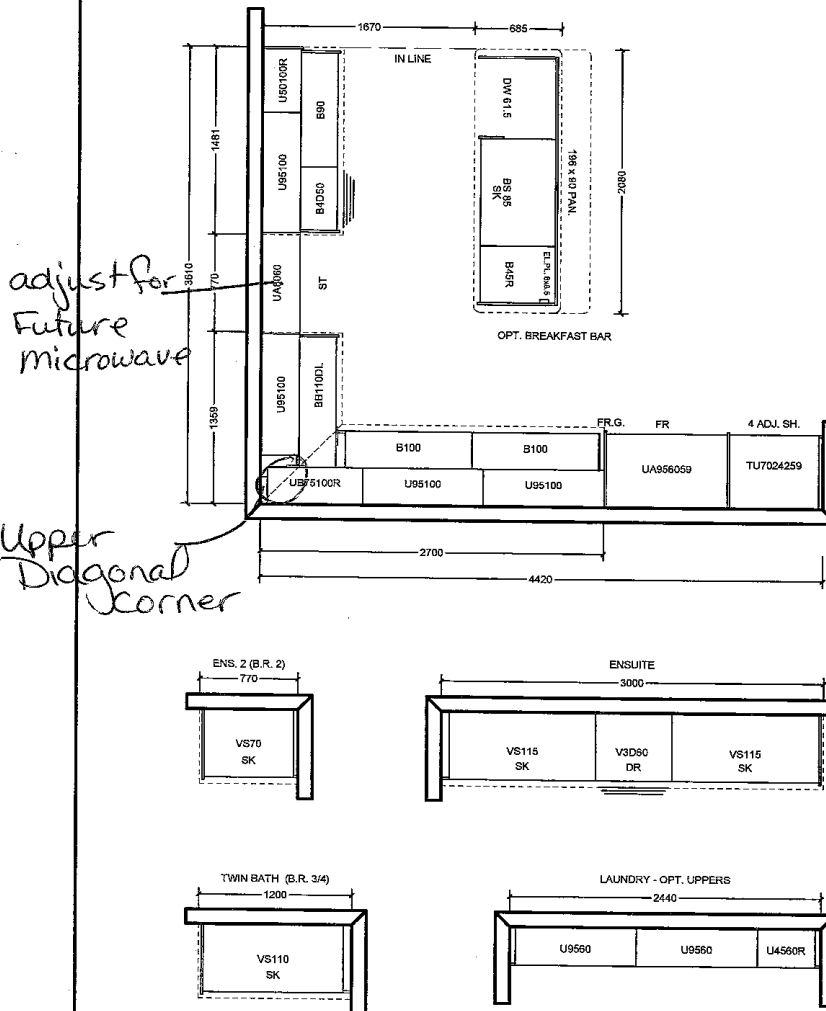 1670
685
IN LINE
U50100R
B90
DW 61.5
1481
U95100
B4D50
BS 85
SK
196 x 80 PAN.
2080
adjust for
Future
microwave
3610
770
UA8060
ST
B45R
OPT. BREAKFAST BAR
1359
U95100
BB110DL
B100
B100
FR.G.
FR
4 ADJ. SH.
UA956059
TU7024259
UB75100R
U95100
U95100
Upper
Diagonal
corner
2700
4420
ENS. 2 (B.R. 2)
770
VS70
SK
ENSUITE
3000
VS115
SK
V3D60
DR
VS115
SK
TWIN BATH (B.R. 3/4)
1200
VS110
SK
LAUNDRY - OPT. UPPERS
2440
U9560
U9560
U4560R